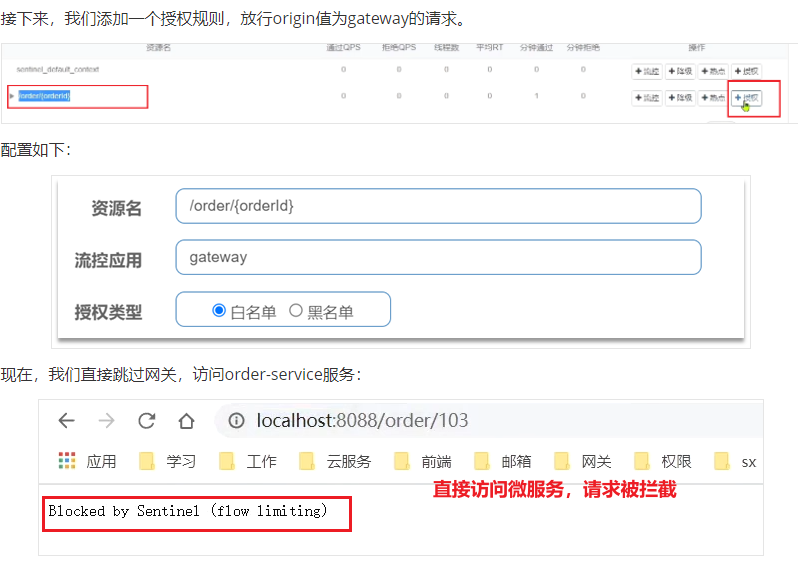 接下来，我们添加一个授权规则，放行origin值为gateway的请求。
资源名 通过QPS 拒绝QPS 线程数 平均RT 分钟通过 分钟拒绝 操作
sentinel_default_context 0 0 0 0 0 0 +流控 +降级 +热点 +授权
/order/{orderId} 0 0 0 0 1 0 +流控 +降级 +热点 +授权
配置如下：
资源名 /order/{orderId}
流控应用 gateway
授权类型 白名单 黑名单
现在，我们直接跳过网关，访问order-service服务：
localhost:8088/order/103
应用 学习 工作 云服务 前端 邮箱 网关 权限 sx
直接访问微服务，请求被拦截
Blocked by Sentinel (flow limiting)